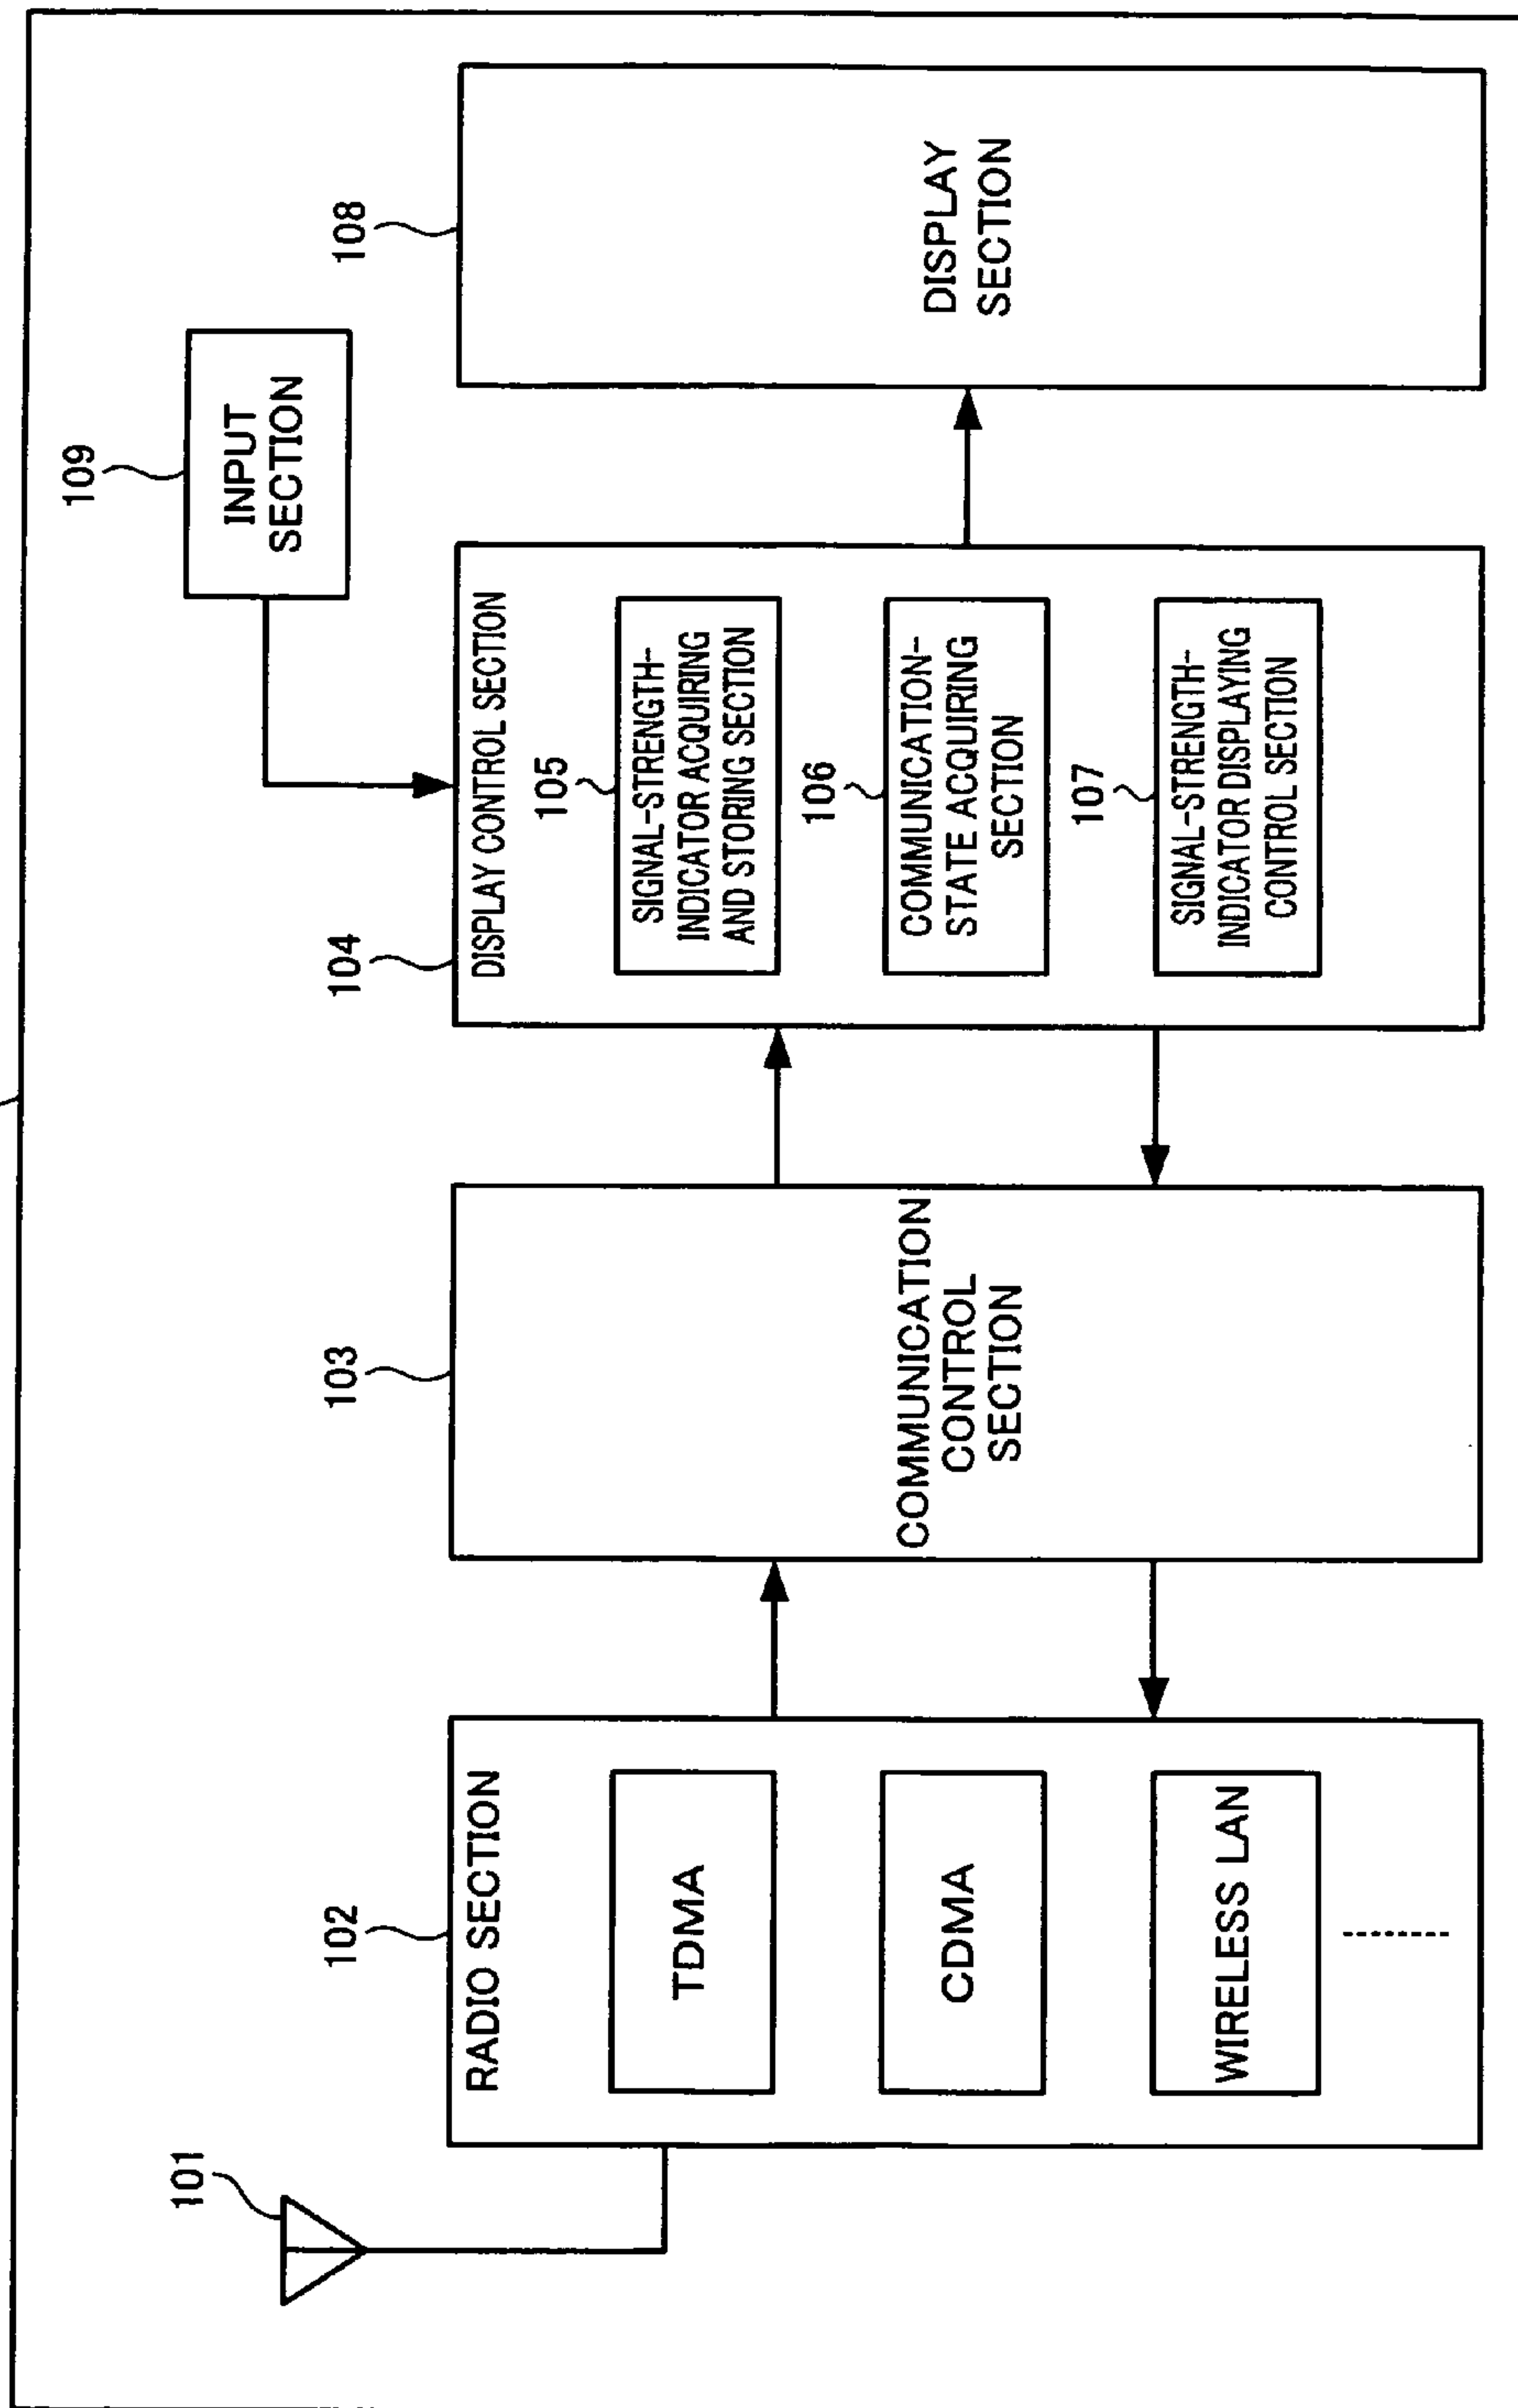 101
102
RADIO SECTION
TDMA
CDMA
WIRELESS LAN
103
COMMUNICATION
CONTROL
SECTION
104
DISPLAY CONTROL SECTION
105
SIGNAL-STRENGTH-
INDICATOR ACQUIRING
AND STORING SECTION
106
COMMUNICATION-
STATE ACQUIRING
SECTION
107
SIGNAL-STRENGTH-
INDICATOR DISPLAYING
CONTROL SECTION
109
INPUT
SECTION
108
DISPLAY
SECTION